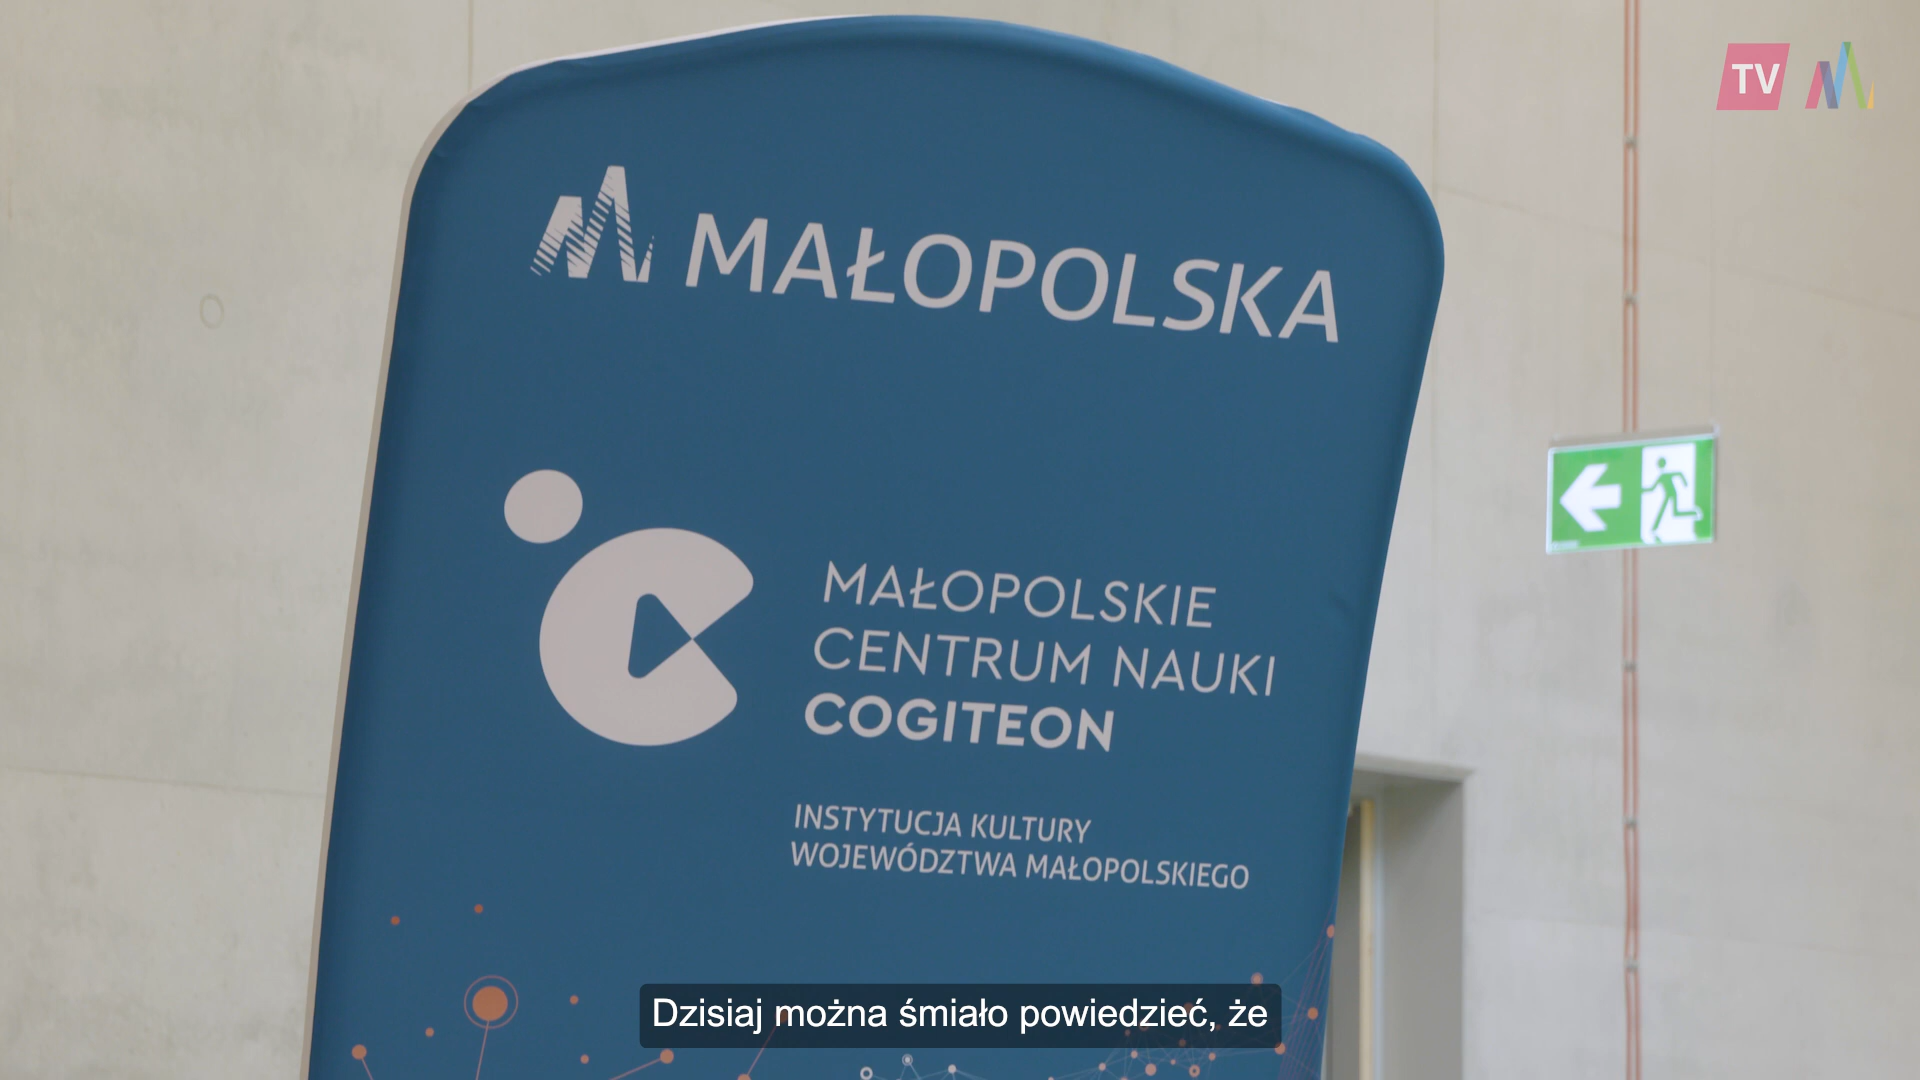 TV
MAŁOPOLSKA
MAŁOPOLSKIE
CENTRUM NAUKI
COGITEON
INSTYTUCJA KULTURY
WOJEWÓDZTWA MAŁOPOLSKIEGO
Dzisiaj można śmiało powiedzieć, że